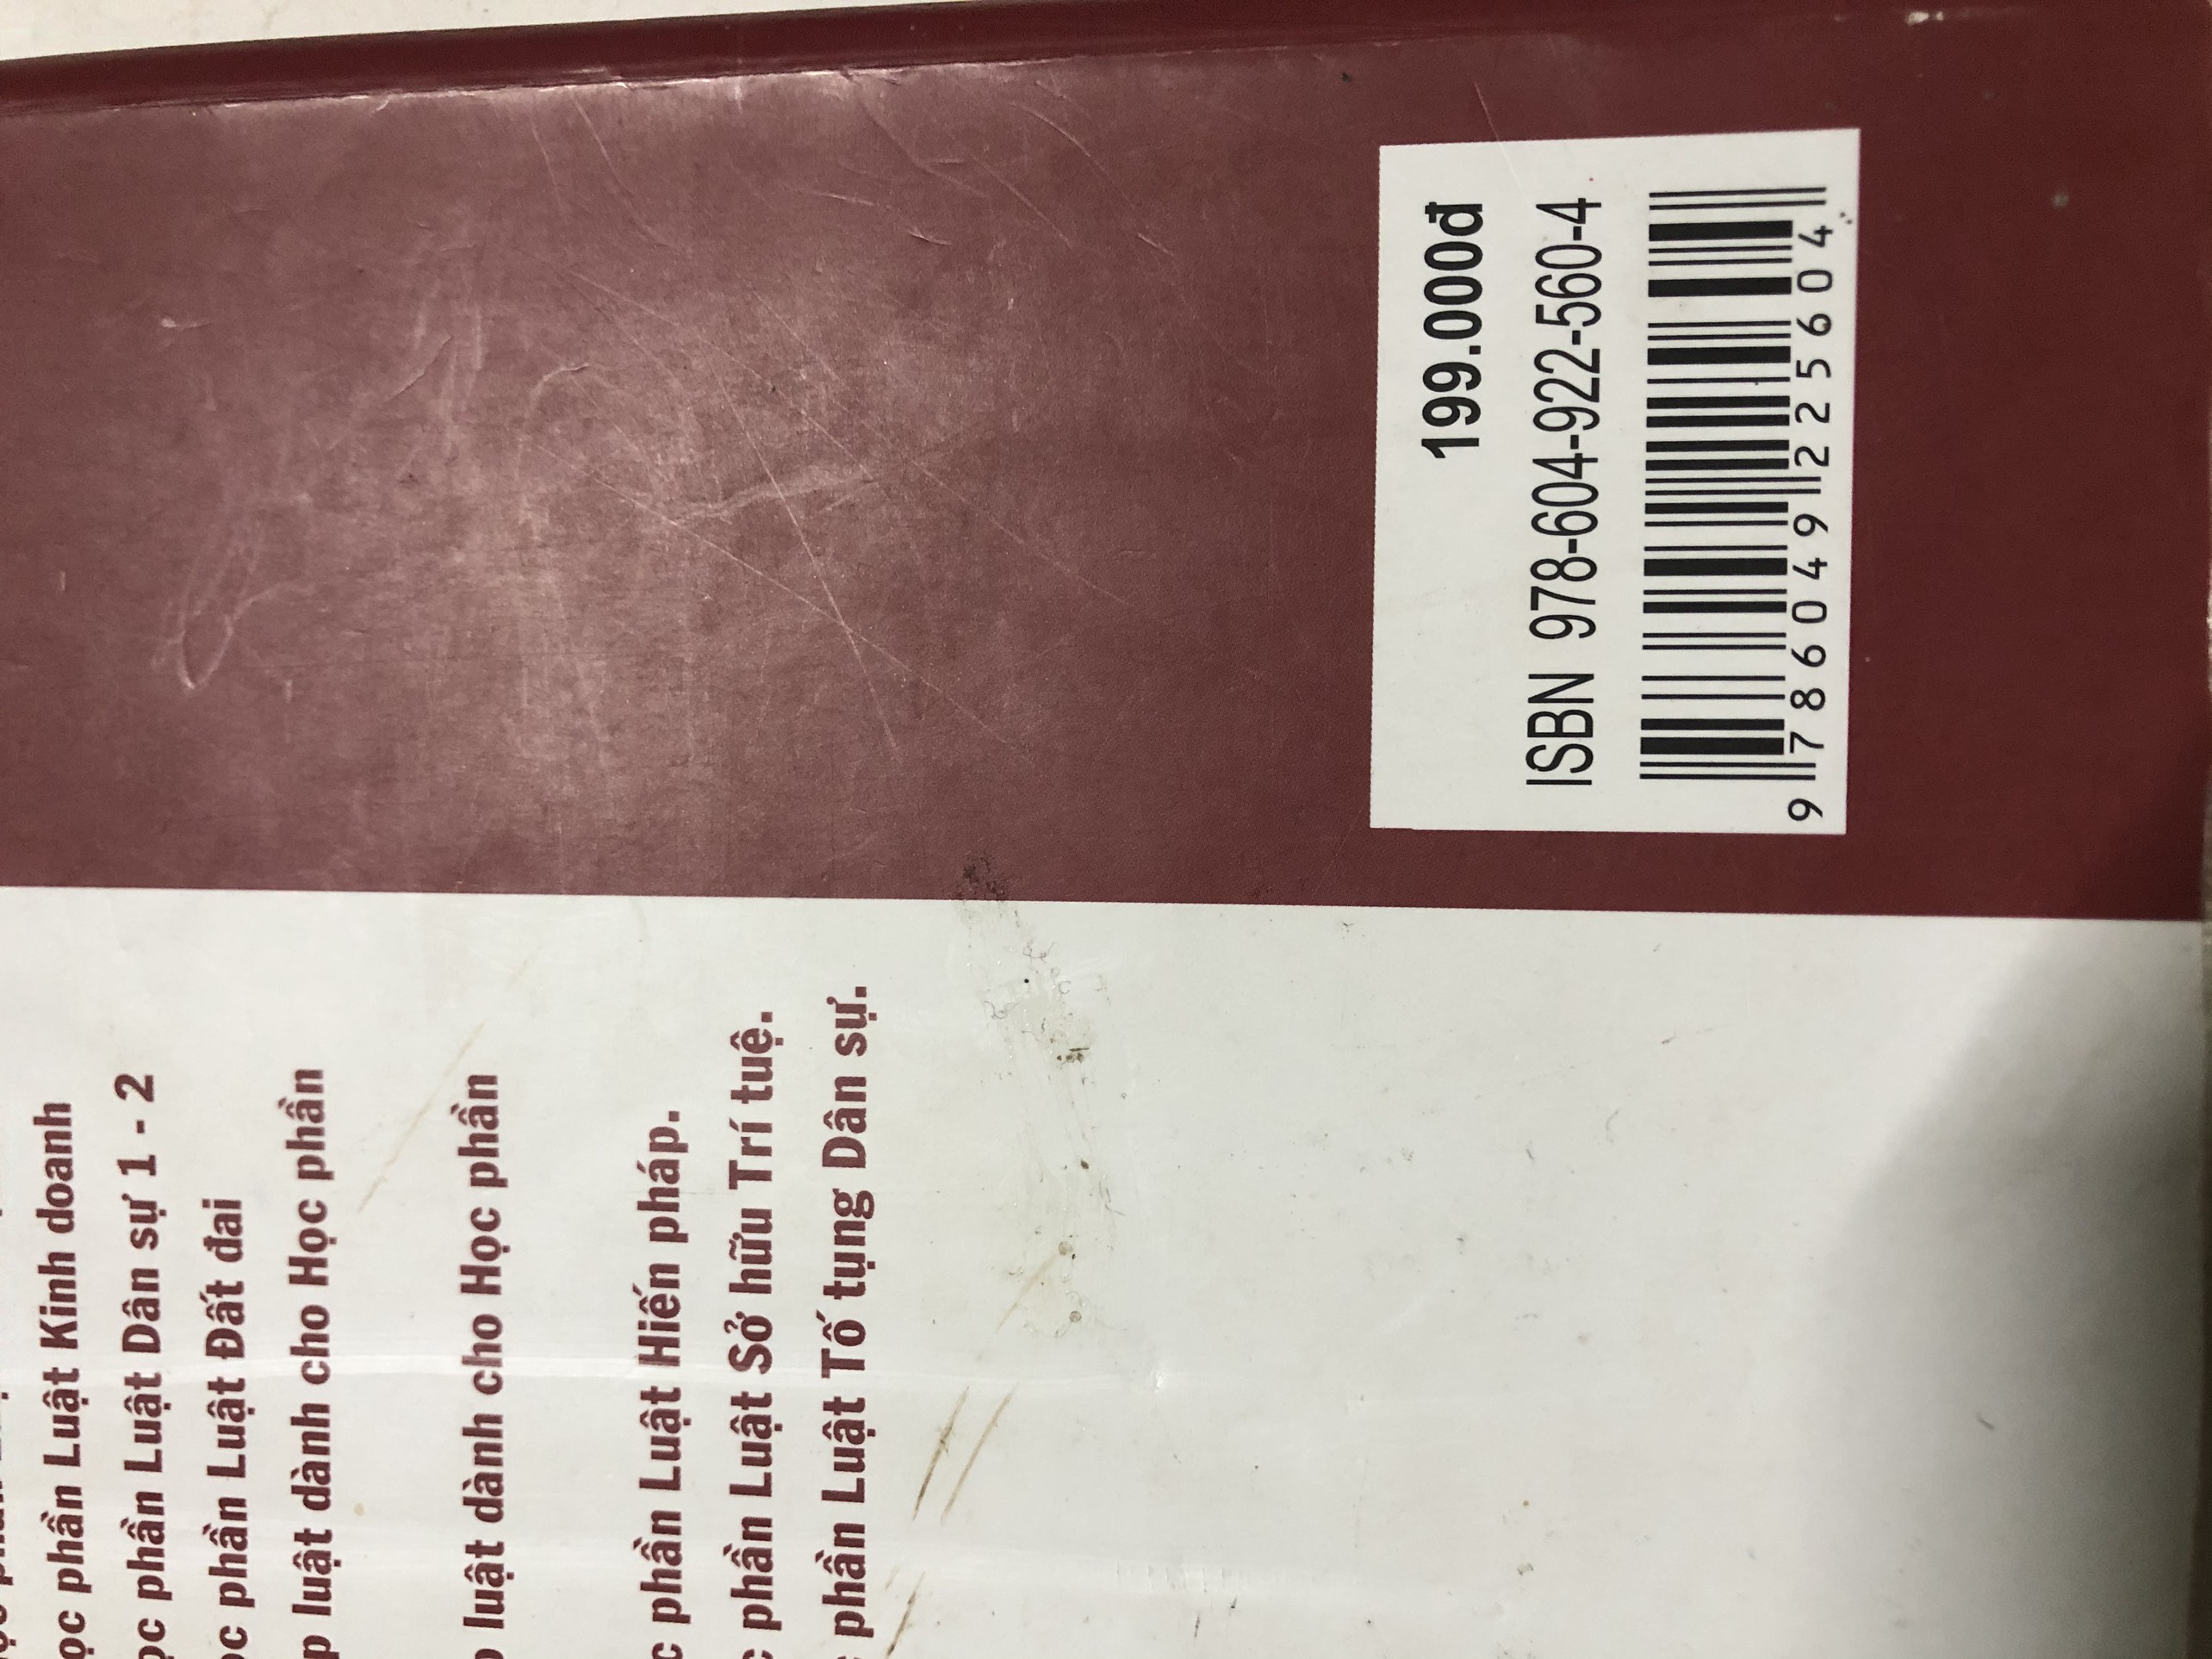 ọc phần Luật Kinh doanh
ọc phần Luật Dân sự 1 - 2
ọc phần Luật Đất đai
p luật dành cho Học phần
luật dành cho Học phần
c phần Luật Hiến pháp.
c phần Luật Sở hữu Trí tuệ.
phần Luật Tố tụng Dân sự.
199.000đ
ISBN 978-604-922-560-4
9 786049 225604